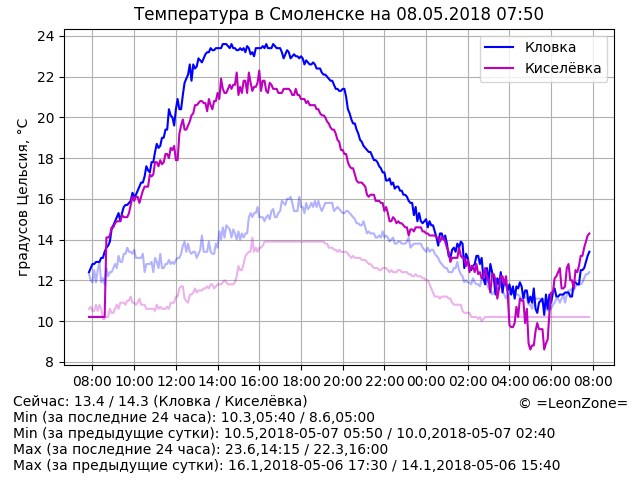 Температура в Смоленске на 08.05.2018 07:50
градусов Цельсия, °C
24
22
20
18
16
14
12
10
8
Кловка
Киселёвка
08:00 10:00 12:00 14:00 16:00 18:00 20:00 22:00 00:00 02:00 04:00 06:00 08:00
Сейчас: 13.4 / 14.3 (Кловка / Киселёвка)
© =LeonZone=
Min (за последние 24 часа): 10.3,05:40 / 8.6,05:00
Min (за предыдущие сутки): 10.5,2018-05-07 05:50 / 10.0,2018-05-07 02:40
Max (за последние 24 часа): 23.6,14:15 / 22.3,16:00
Max (за предыдущие сутки): 16.1,2018-05-06 17:30 / 14.1,2018-05-06 15:40